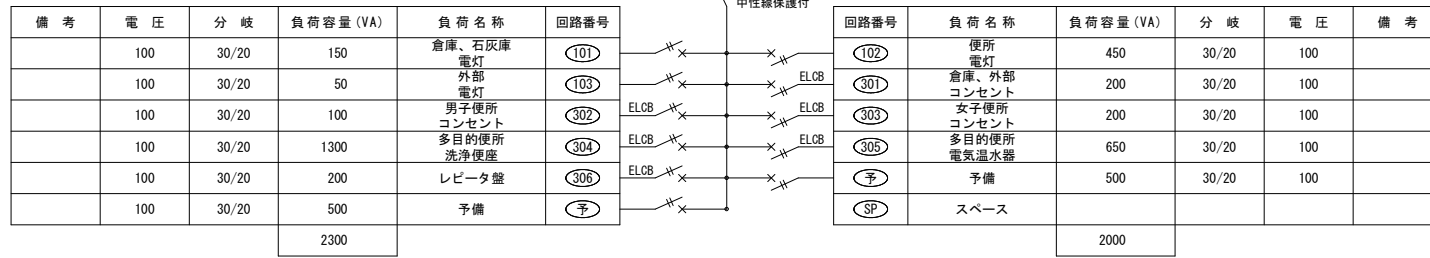 中性線保護付
備 考 電 圧 分 岐 負荷容量(VA) 負 荷 名 称 回路番号 回路番号 負 荷 名 称 負荷容量(VA) 分 岐 電 圧 備 考
100 30/20 150 倉庫、石灰庫 電灯 101 102 便所 電灯 450 30/20 100
100 30/20 50 外部 電灯 103 ELCB 301 倉庫、外部 コンセント 200 30/20 100
100 30/20 100 男子便所 コンセント 302 ELCB ELCB 303 女子便所 コンセント 200 30/20 100
100 30/20 1300 多目的便所 洗浄便座 304 ELCB ELCB 305 多目的便所 電気温水器 650 30/20 100
100 30/20 200 レピータ盤 306 ELCB 予 予備 500 30/20 100
100 30/20 500 予備 予 SP スペース
2300 2000